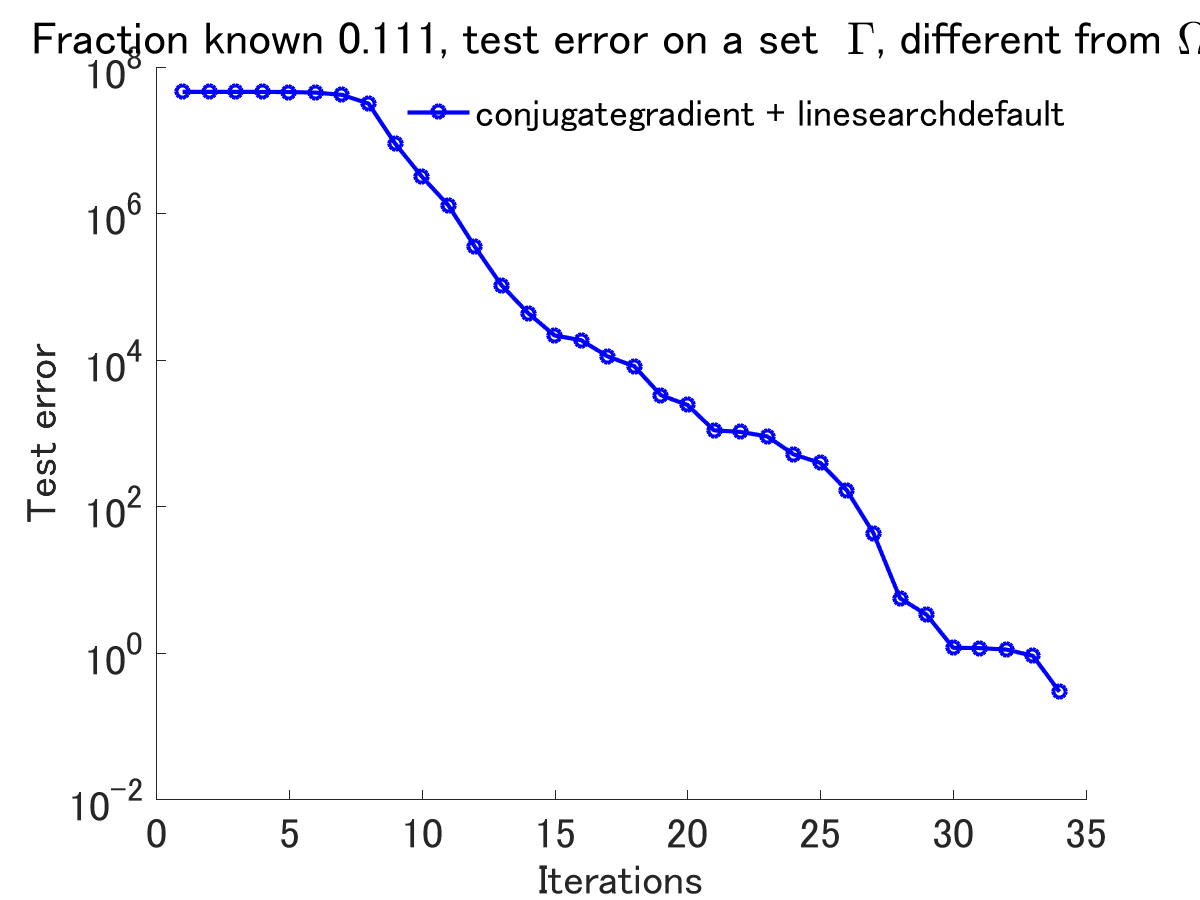 Fraction known 0.111, test error on a set Γ, different from Ω
10^8
conjugategradient + linesearchdefault
10^6
10^4
10^2
10^0
10^-2
Test error
0 5 10 15 20 25 30 35
Iterations